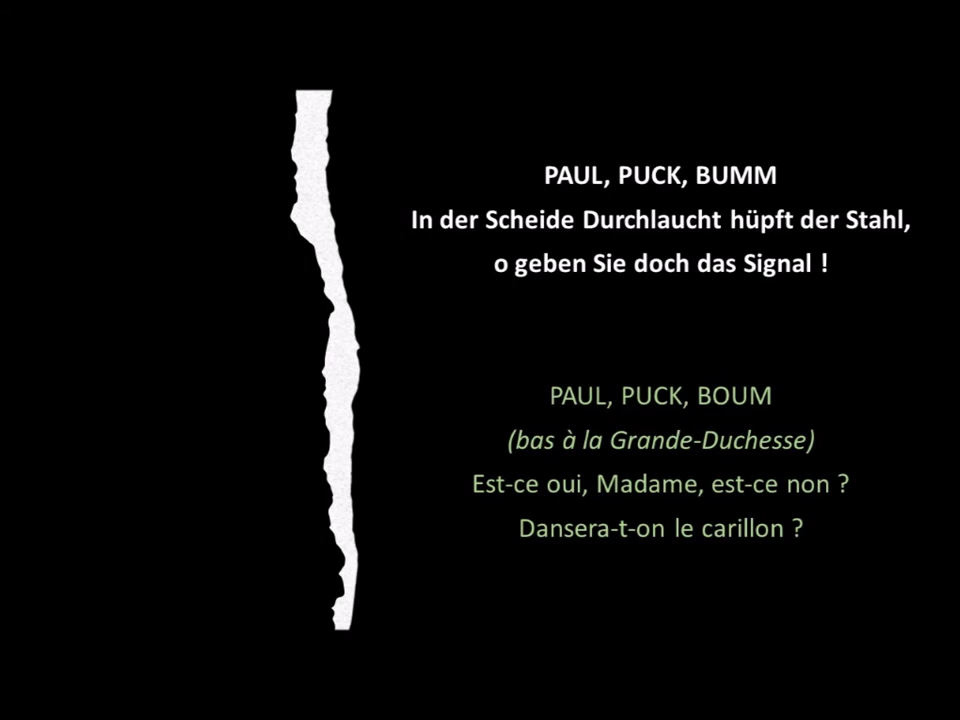 PAUL, PUCK, BUMM
In der Scheide Durchlaucht hüpft der Stahl,
o geben Sie doch das Signal !
PAUL, PUCK, BOUM
(bas à la Grande-Duchesse)
Est-ce oui, Madame, est-ce non ?
Dansera-t-on le carillon ?